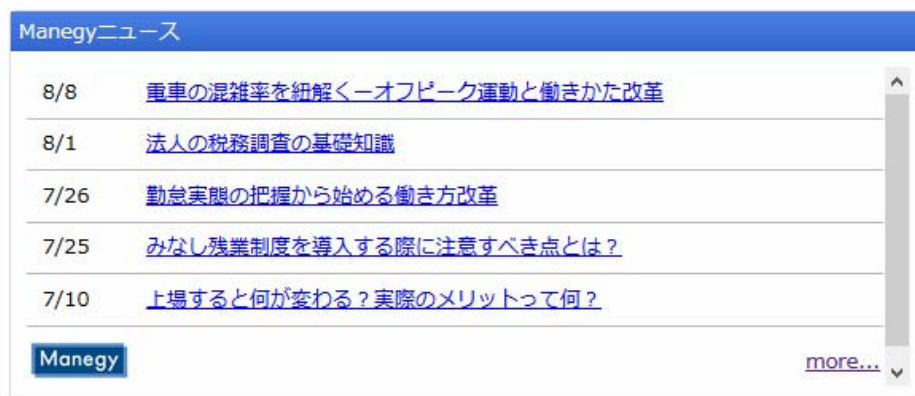 Manegyニュース
8/8 電車の混雑率を紐解くーオフピーク運動と働きかた改革
8/1 法人の税務調査の基礎知識
7/26 勤怠実態の把握から始める働き方改革
7/25 みなし残業制度を導入する際に注意すべき点とは？
7/10 上場すると何が変わる？実際のメリットって何？
Manegy more...